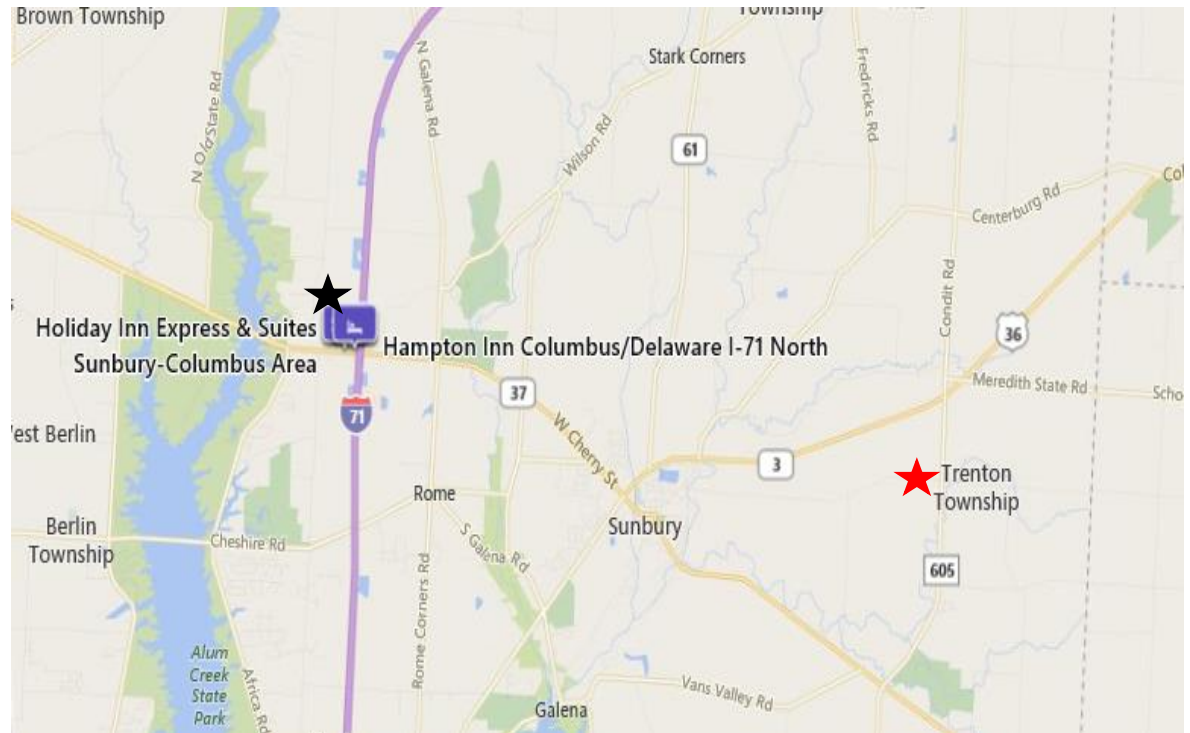 Brown Township
Township
Stark Corners
N Galena Rd
Fredricks Rd
N Old State Rd
Wilson Rd
61
Col
Centerburg Rd
Condit Rd
Holiday Inn Express & Suites
Sunbury-Columbus Area
Hampton Inn Columbus/Delaware I-71 North
36
37
Meredith State Rd
Scho
71
W Cherry St
est Berlin
3
Trenton
Township
Rome
Sunbury
Berlin
Township
Cheshire Rd
S Galena Rd
605
Rome Corners Rd
Alum
Creek
State
Park
Africa Rd
Vans Valley Rd
Galena